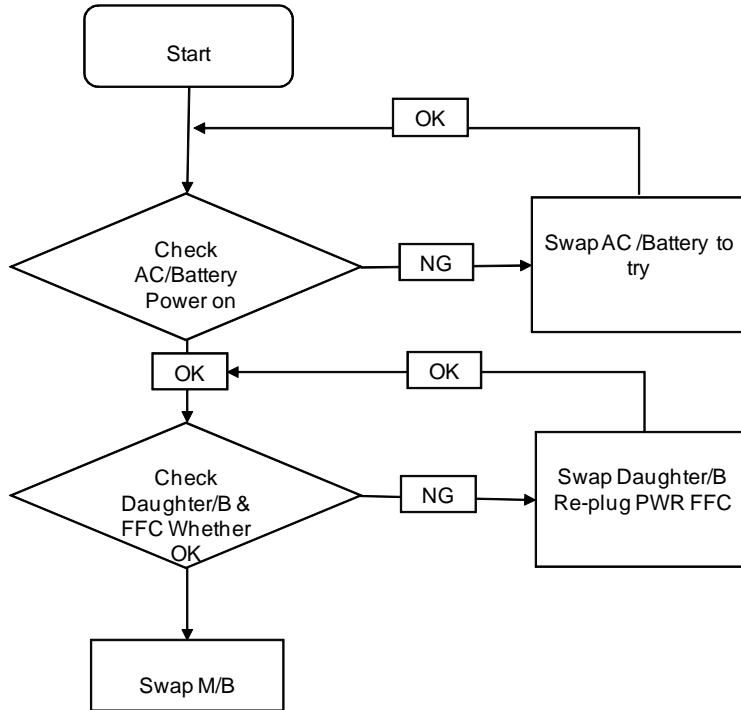 Start
OK
Check
AC/Battery
Power on
NG
Swap AC /Battery to
try
OK
OK
Check
Daughter/B &
FFC Whether
OK
NG
Swap Daughter/B
Re-plug PWR FFC
Swap M/B